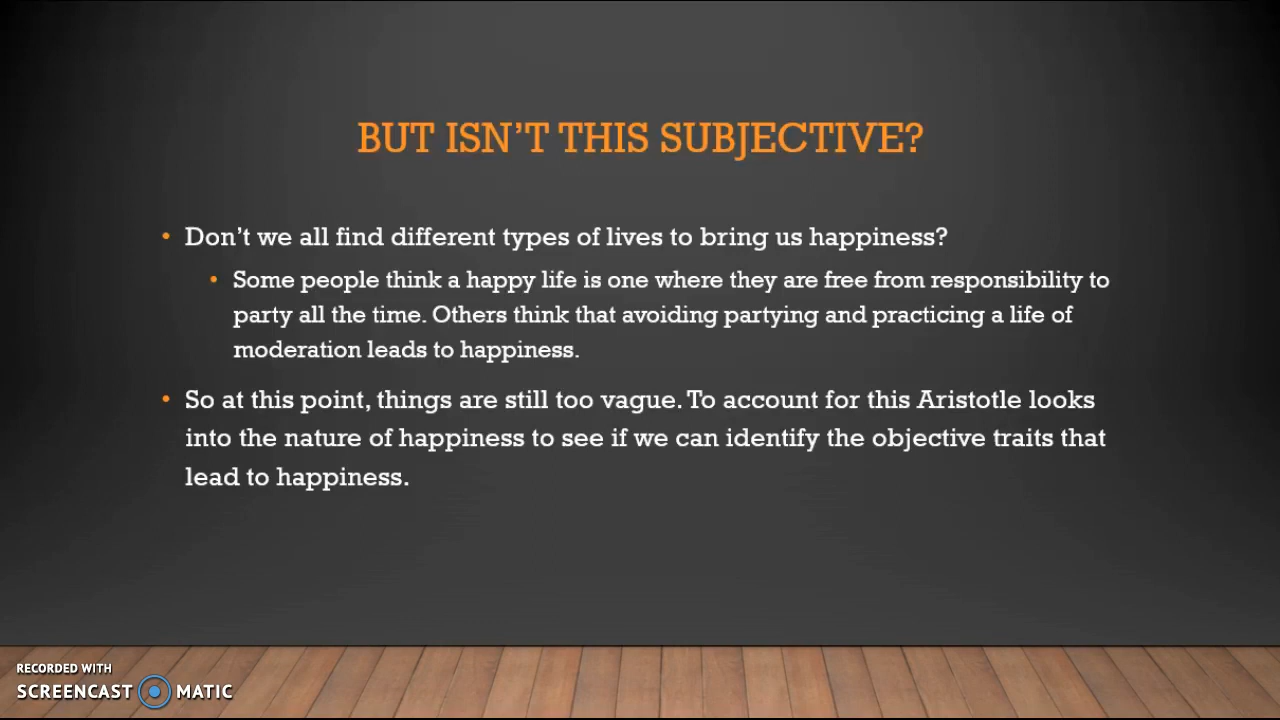 BUT ISN'T THIS SUBJECTIVE?
• Don't we all find different types of lives to bring us happiness?
• Some people think a happy life is one where they are free from responsibility to
party all the time. Others think that avoiding partying and practicing a life of
moderation leads to happiness.
• So at this point, things are still too vague. To account for this Aristotle looks
into the nature of happiness to see if we can identify the objective traits that
lead to happiness.
RECORDED WITH
SCREENCAST MATIC